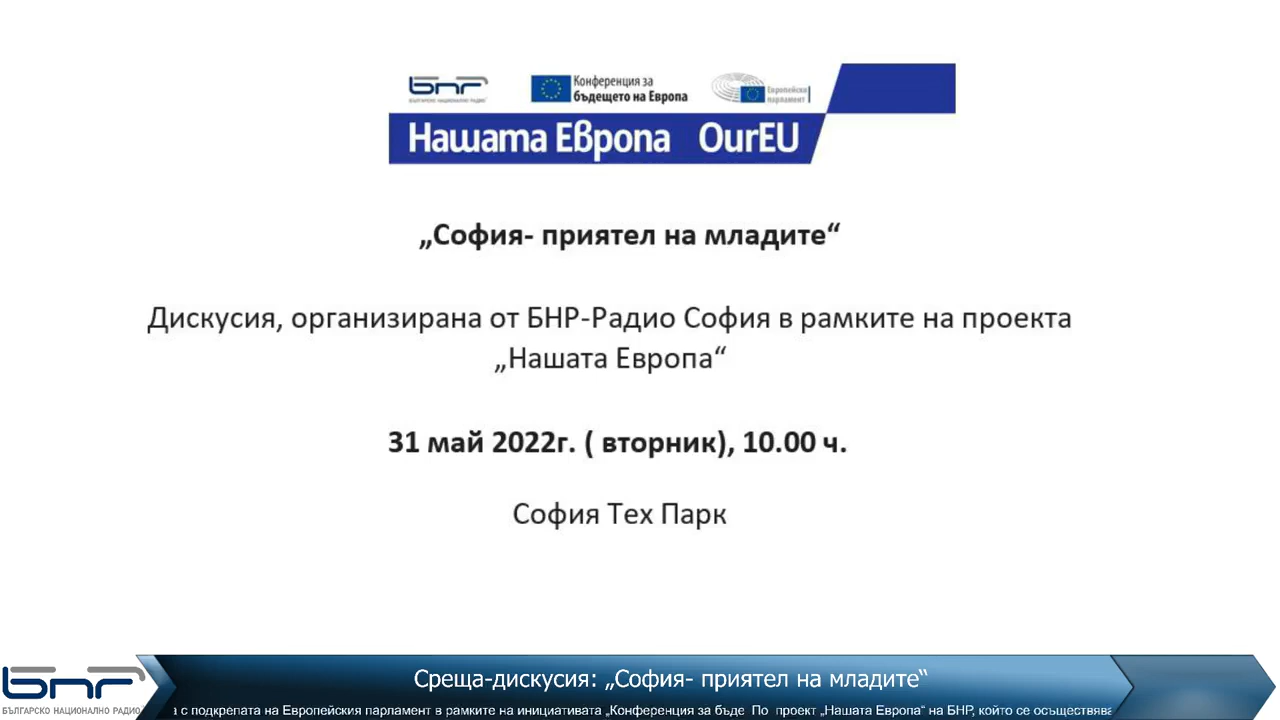 бнр
БЪЛГАРСКО НАЦИОНАЛНО РАДИО
Конференция за
бъдещето на Европа
Европейски
парламент
Нашата Европа OurEU
„София- приятел на младите“
Дискусия, организирана от БНР-Радио София в рамките на проекта
„Нашата Европа“
31 май 2022г. ( вторник), 10.00 ч.
София Тех Парк
Среща-дискусия: „София- приятел на младите“
бнр
БЪЛГАРСКО НАЦИОНАЛНО РАДИО
а с подкрепата на Европейския парламент в рамките на инициативата „Конференция за бъде По проект „Нашата Европа“ на БНР, който се осъществява